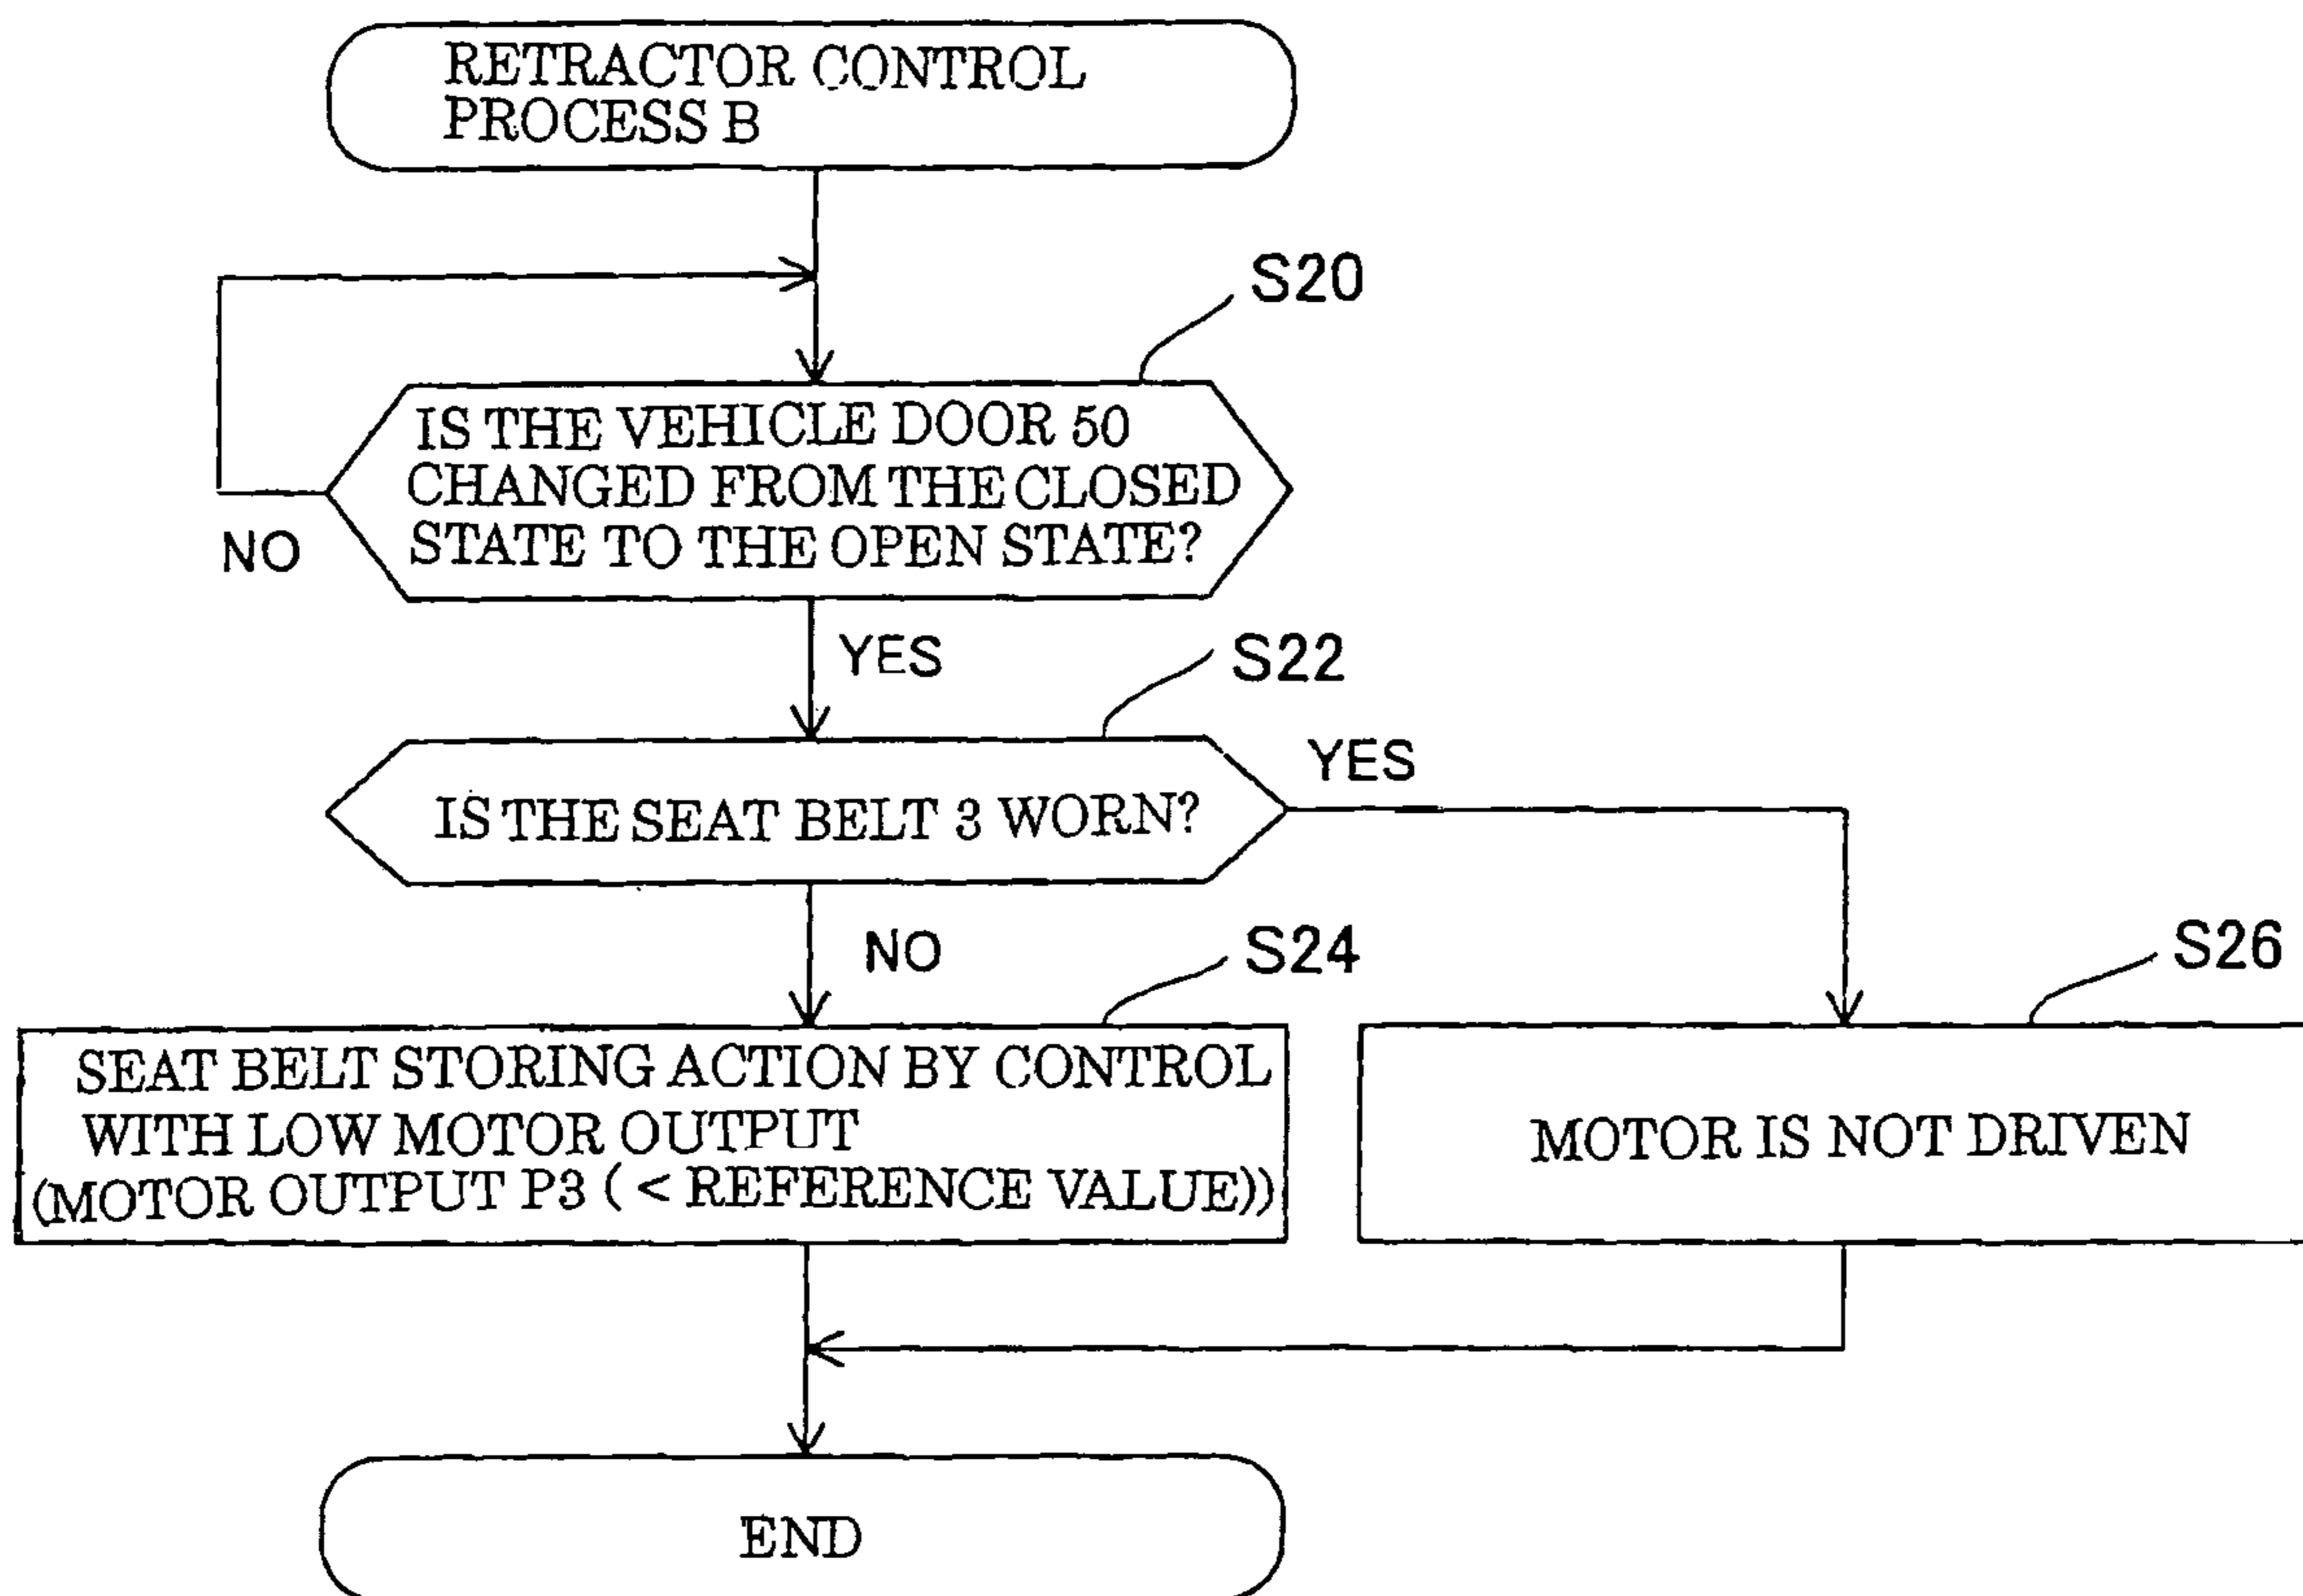 RETRACTOR CONTROL
PROCESS B
S20
IS THE VEHICLE DOOR 50
CHANGED FROM THE CLOSED
STATE TO THE OPEN STATE?
NO
YES
S22
YES
IS THE SEAT BELT 3 WORN?
NO
S24
S26
SEAT BELT STORING ACTION BY CONTROL
WITH LOW MOTOR OUTPUT
(MOTOR OUTPUT P3 ( < REFERENCE VALUE))
MOTOR IS NOT DRIVEN
END